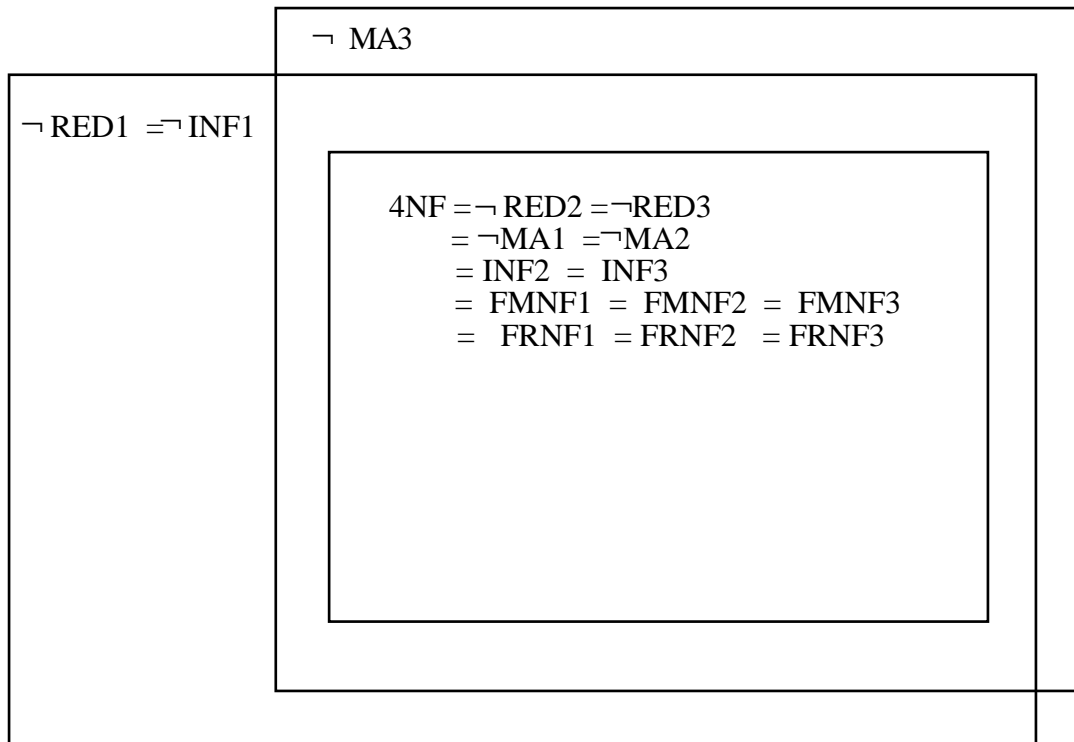 ¬ MA3
¬ RED1 =¬ INF1
4NF =¬ RED2 =¬RED3
= ¬MA1 =¬MA2
= INF2 = INF3
= FMNF1 = FMNF2 = FMNF3
= FRNF1 = FRNF2 = FRNF3